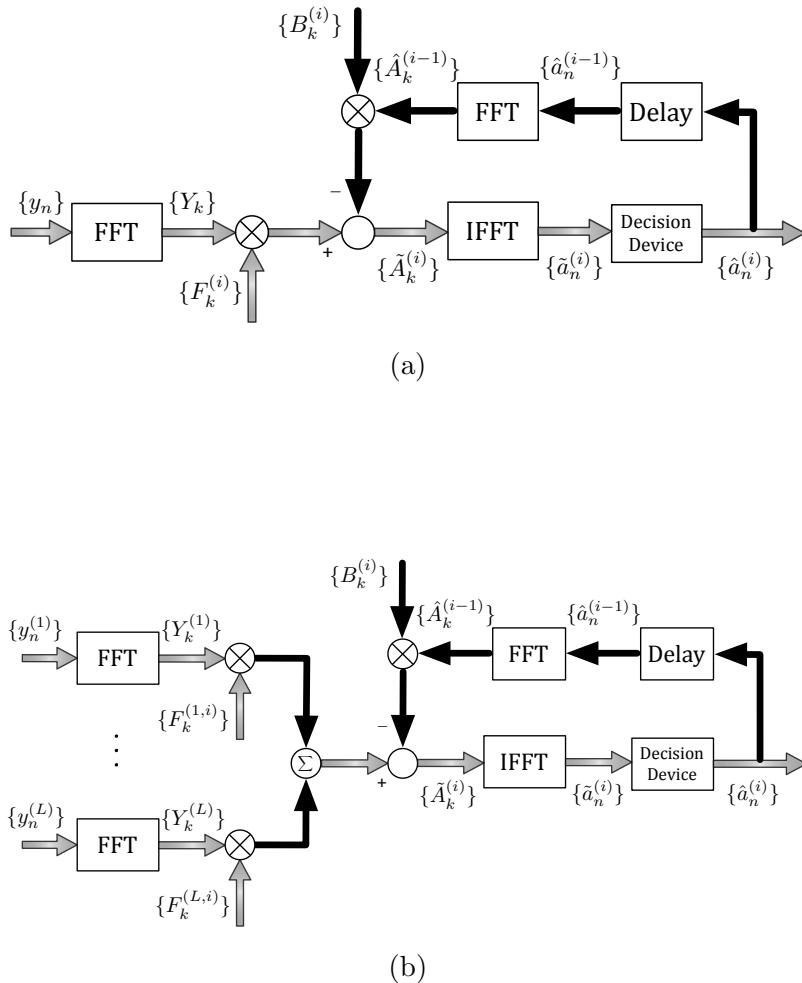 {B_k^{(i)}}
{Â_k^{(i-1)}} {â_n^{(i-1)}}
FFT Delay
−
{y_n} {Y_k}
FFT + IFFT Decision
Device
{F_k^{(i)}} {Ã_k^{(i)}} {ã_n^{(i)}} {â_n^{(i)}}
(a)
{B_k^{(i)}}
{Â_k^{(i-1)}} {â_n^{(i-1)}}
{y_n^{(1)}} {Y_k^{(1)}}
FFT FFT Delay
{F_k^{(1,i)}} −
⋮ Σ + IFFT Decision
Device
{Ã_k^{(i)}} {ã_n^{(i)}} {â_n^{(i)}}
{y_n^{(L)}} {Y_k^{(L)}}
FFT
{F_k^{(L,i)}}
(b)